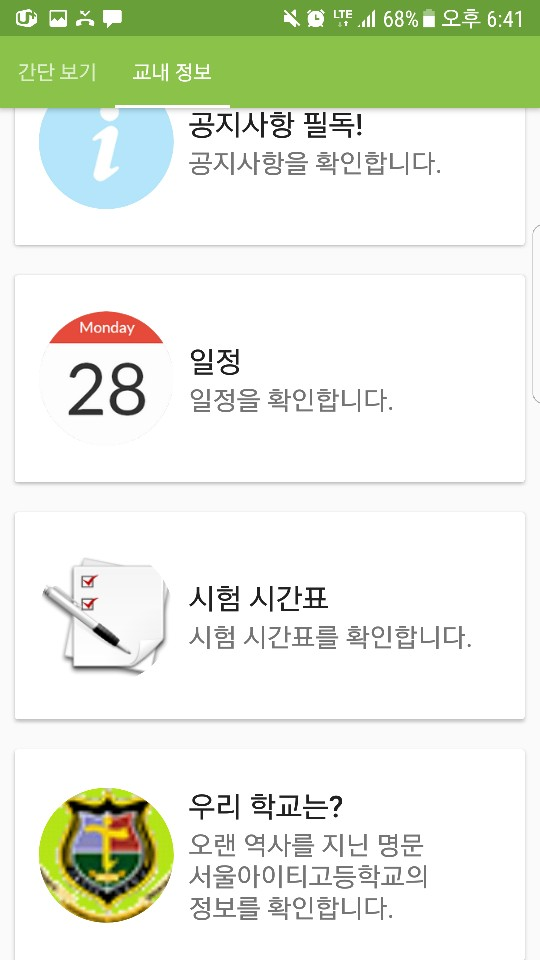 LTE 68% 오후 6:41
간단 보기 교내 정보
i
공지사항 필독!
공지사항을 확인합니다.
Monday
28
일정
일정을 확인합니다.
시험 시간표
시험 시간표를 확인합니다.
우리 학교는?
오랜 역사를 지닌 명문
서울아이티고등학교의
정보를 확인합니다.